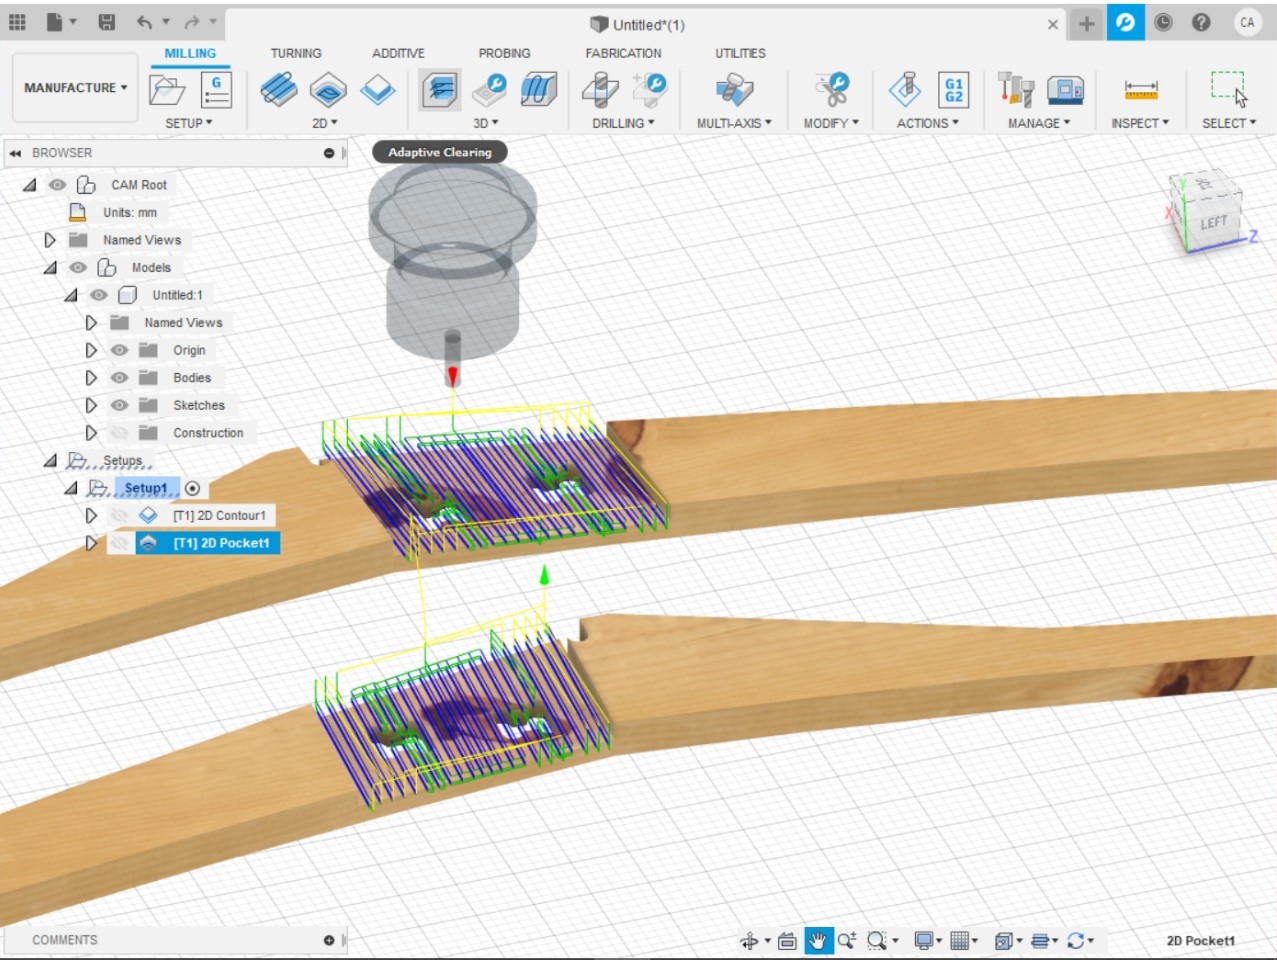 Untitled*(1)
CA
MILLING TURNING ADDITIVE PROBING FABRICATION UTILITIES
MANUFACTURE
G
G1
G2
SETUP 2D 3D DRILLING MULTI-AXIS MODIFY ACTIONS MANAGE INSPECT SELECT
BROWSER
Adaptive Clearing
CAM Root
Units: mm
Named Views
Models
Untitled:1
Named Views
Origin
Bodies
Sketches
Construction
Setups
Setup1
[T1] 2D Contour1
[T1] 2D Pocket1
Y
X
LEFT
Z
COMMENTS
2D Pocket1